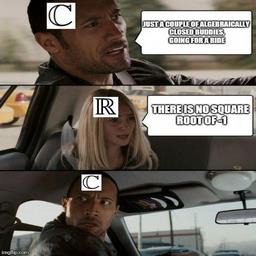 ℂ
JUST A COUPLE OF ALGEBRAICALLY
CLOSED BUDDIES,
GOING FOR A RIDE
ℝ
THERE IS NO SQUARE
ROOT OF -1
ℂ
imgflip.com